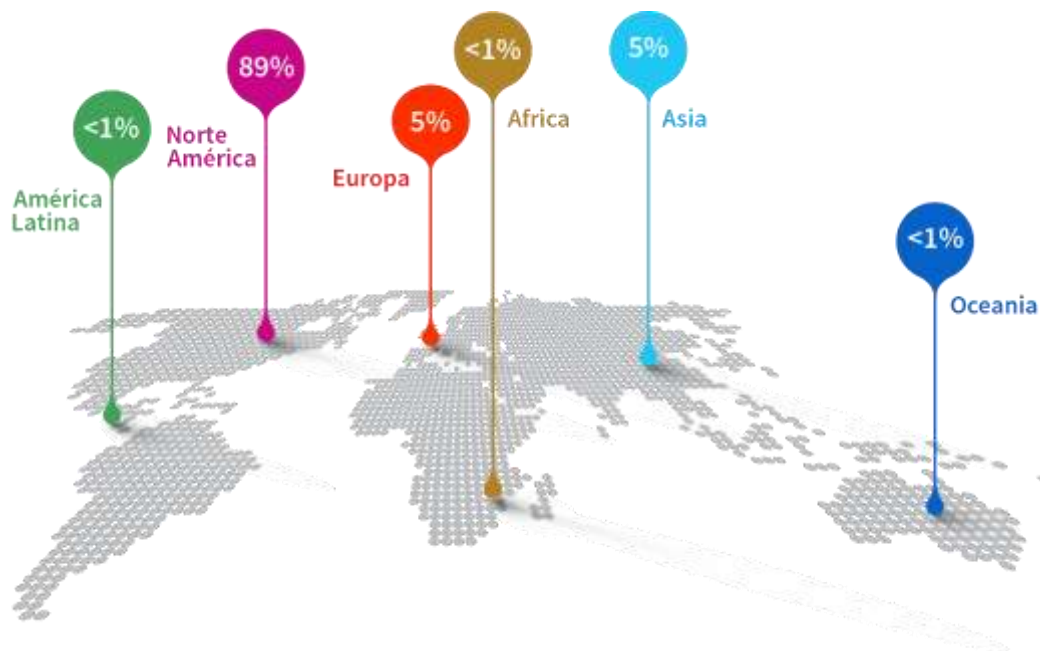 <1%
América
Latina
89%
Norte
América
5%
Europa
<1%
Africa
5%
Asia
<1%
Oceania